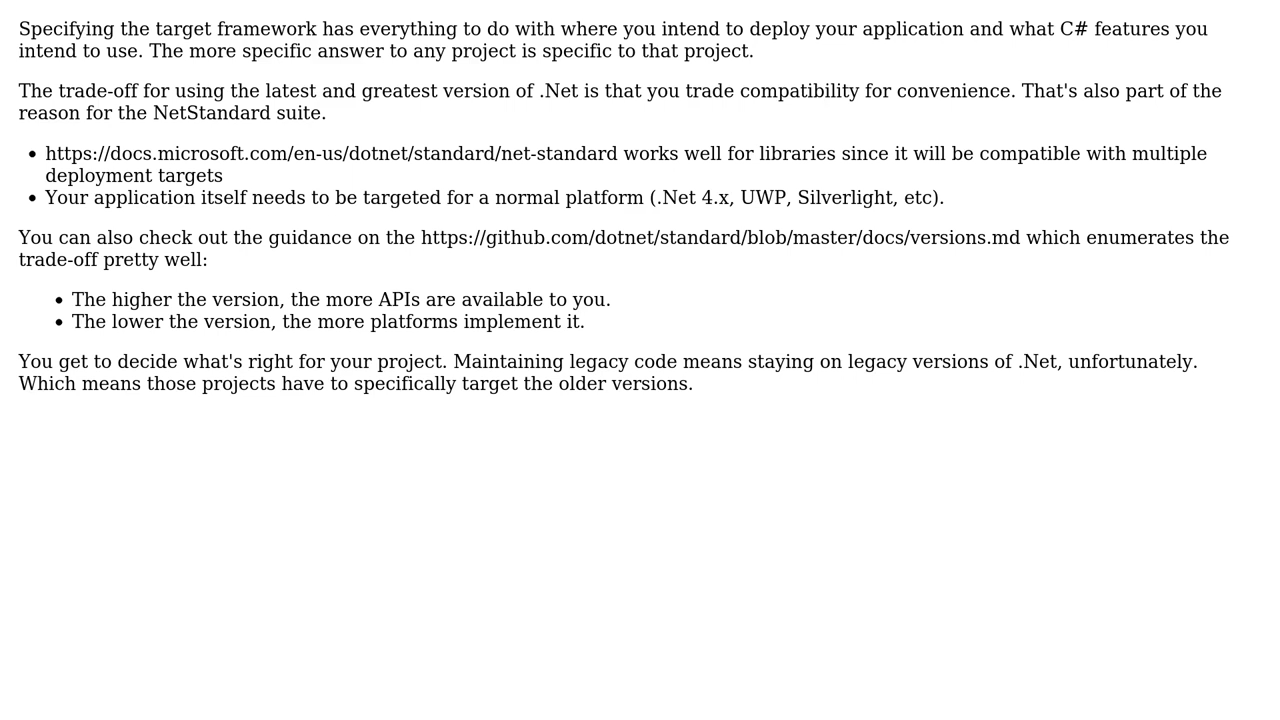 Specifying the target framework has everything to do with where you intend to deploy your application and what C# features you
intend to use. The more specific answer to any project is specific to that project.
The trade-off for using the latest and greatest version of .Net is that you trade compatibility for convenience. That's also part of the
reason for the NetStandard suite.
• https://docs.microsoft.com/en-us/dotnet/standard/net-standard works well for libraries since it will be compatible with multiple
deployment targets
• Your application itself needs to be targeted for a normal platform (.Net 4.x, UWP, Silverlight, etc).
You can also check out the guidance on the https://github.com/dotnet/standard/blob/master/docs/versions.md which enumerates the
trade-off pretty well:
• The higher the version, the more APIs are available to you.
• The lower the version, the more platforms implement it.
You get to decide what's right for your project. Maintaining legacy code means staying on legacy versions of .Net, unfortunately.
Which means those projects have to specifically target the older versions.